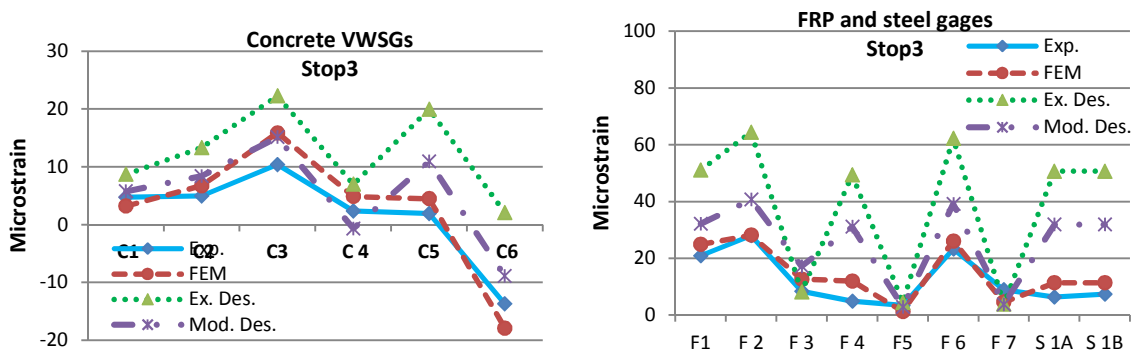 Concrete VWSGs
Stop3
Microstrain
30
20
10
0
-10
-20
C1 C2 C3 C 4 C5 C6
Exp.
FEM
Ex. Des.
Mod. Des.
FRP and steel gages
Stop3
Microstrain
100
80
60
40
20
0
F1 F 2 F 3 F 4 F5 F 6 F 7 S 1A S 1B
Exp.
FEM
Ex. Des.
Mod. Des.